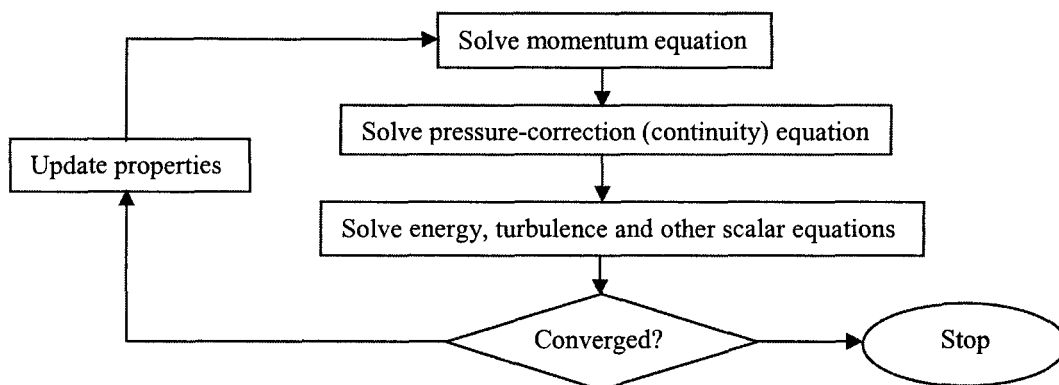 Solve momentum equation
Solve pressure-correction (continuity) equation
Update properties
Solve energy, turbulence and other scalar equations
Converged?
Stop